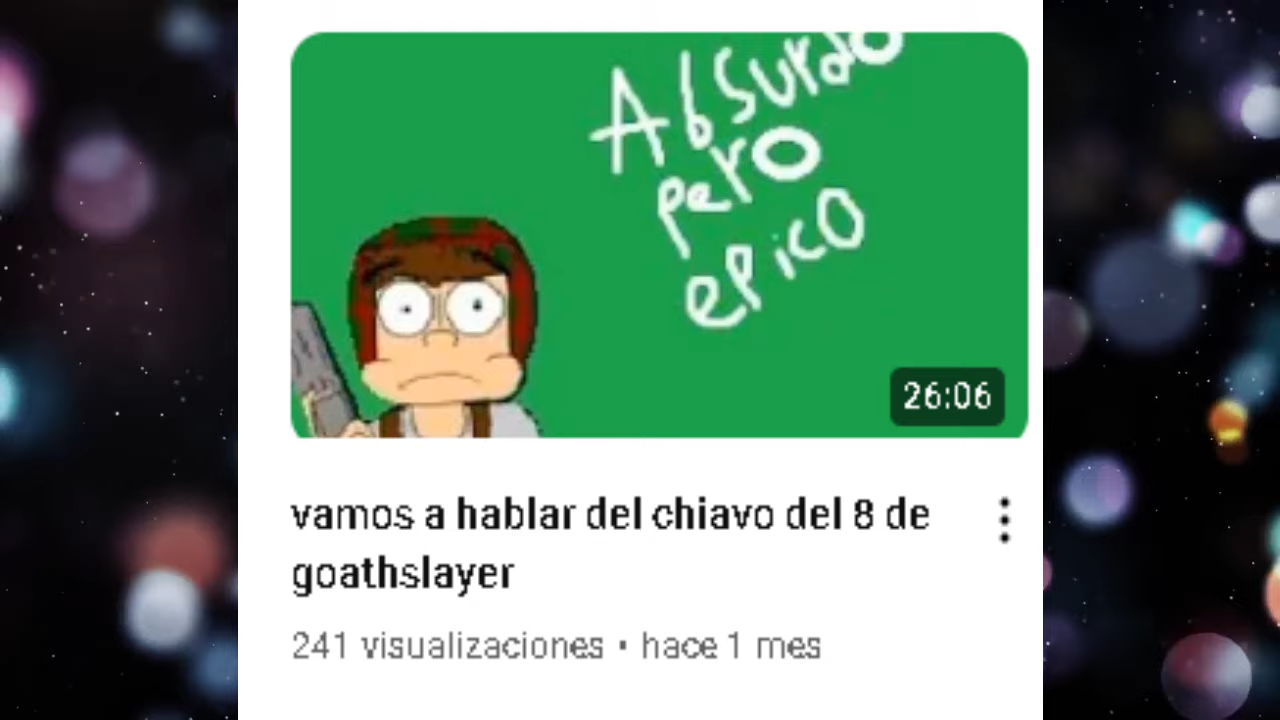 Absurdo
pero
epico
26:06
vamos a hablar del chiavo del 8 de
goathslayer
241 visualizaciones • hace 1 mes